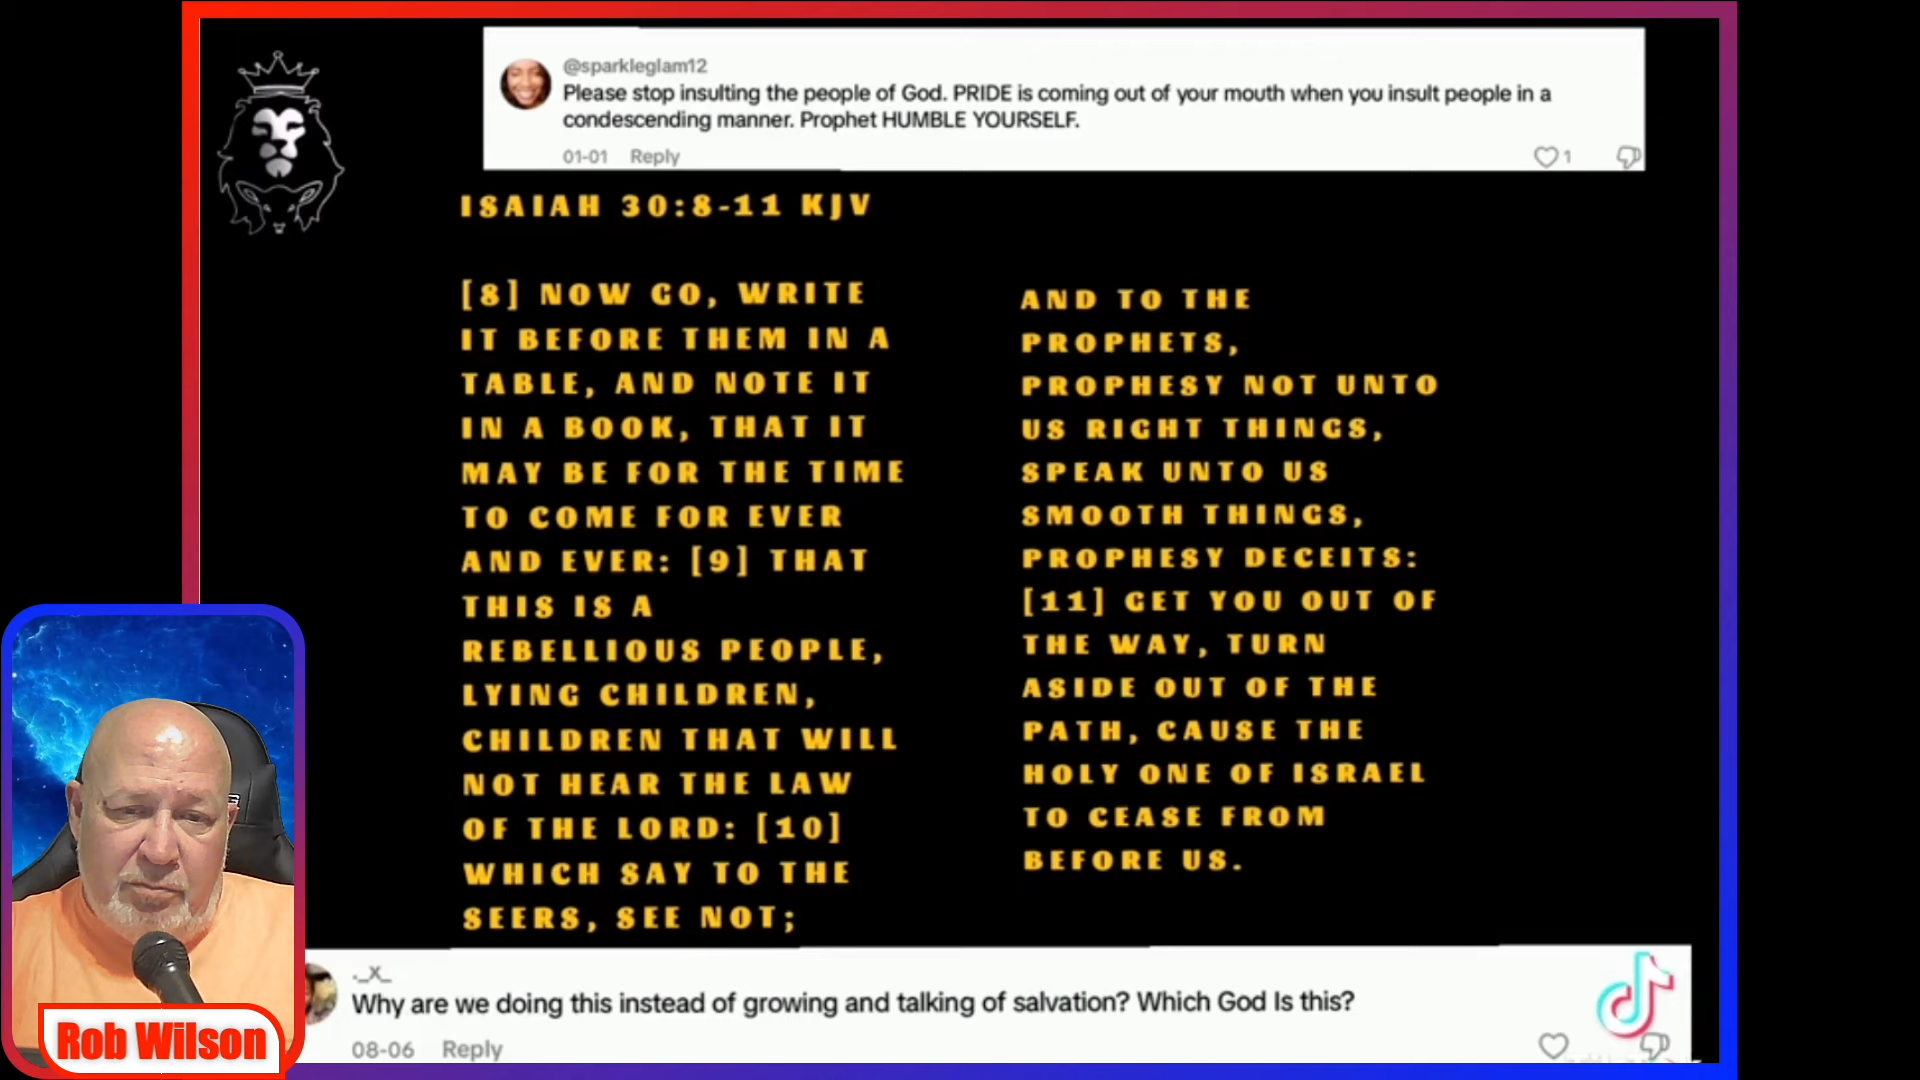 @sparkleglam12
Please stop insulting the people of God. PRIDE is coming out of your mouth when you insult people in a
condescending manner. Prophet HUMBLE YOURSELF.
01-01 Reply
1
ISAIAH 30:8-11 KJV
[8] NOW GO, WRITE
IT BEFORE THEM IN A
TABLE, AND NOTE IT
IN A BOOK, THAT IT
MAY BE FOR THE TIME
TO COME FOR EVER
AND EVER: [9] THAT
THIS IS A
REBELLIOUS PEOPLE,
LYING CHILDREN,
CHILDREN THAT WILL
NOT HEAR THE LAW
OF THE LORD: [10]
WHICH SAY TO THE
SEERS, SEE NOT;
AND TO THE
PROPHETS,
PROPHESY NOT UNTO
US RIGHT THINGS,
SPEAK UNTO US
SMOOTH THINGS,
PROPHESY DECEITS:
[11] GET YOU OUT OF
THE WAY, TURN
ASIDE OUT OF THE
PATH, CAUSE THE
HOLY ONE OF ISRAEL
TO CEASE FROM
BEFORE US.
._X_
Why are we doing this instead of growing and talking of salvation? Which God Is this?
08-06 Reply
Rob Wilson